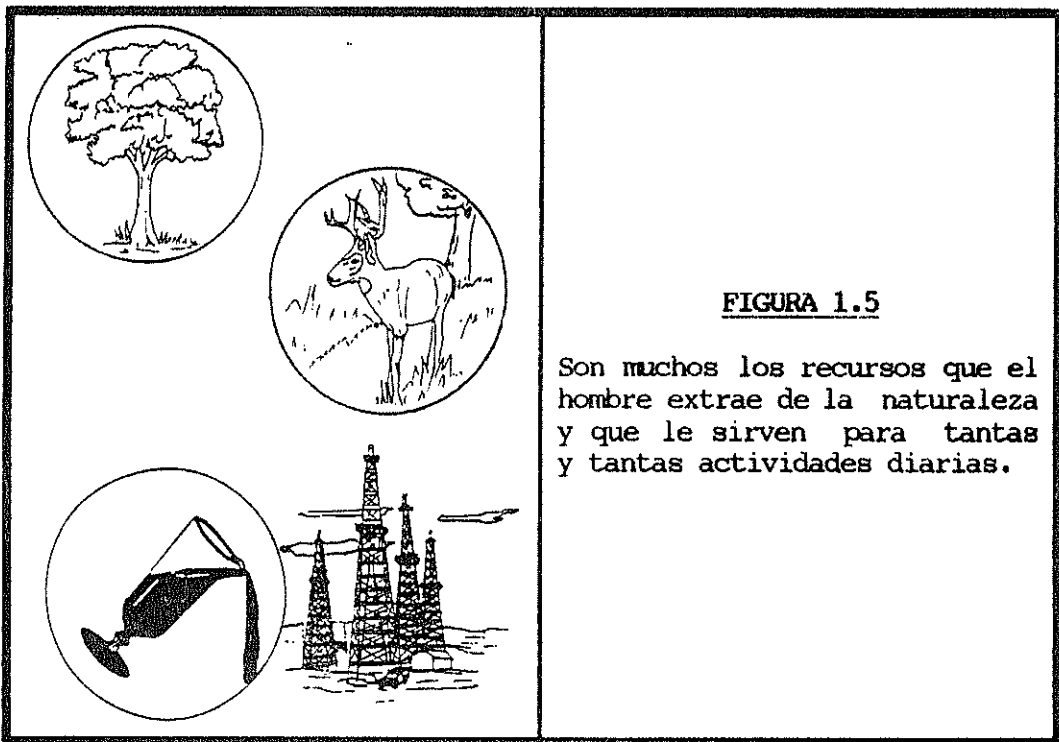 FIGURA 1.5
Son muchos los recursos que el
hombre extrae de la naturaleza
y que le sirven para tantas
y tantas actividades diarias.